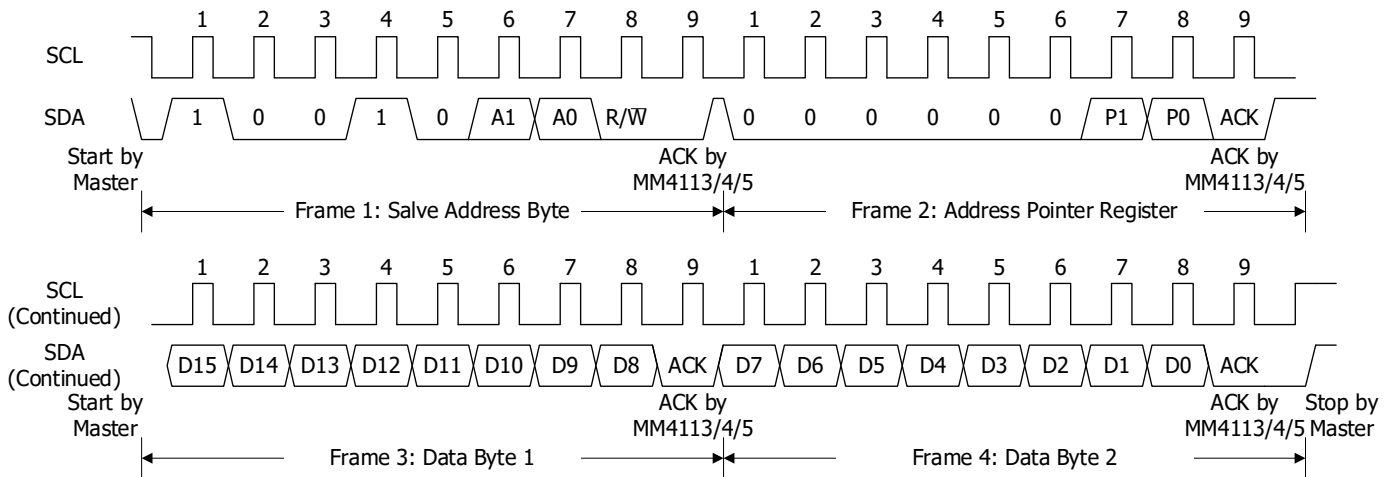 1 2 3 4 5 6 7 8 9 1 2 3 4 5 6 7 8 9
SCL
SDA 1 0 0 1 0 A1 A0 R/W̅ 0 0 0 0 0 0 P1 P0 ACK
Start by Master
ACK by MM4113/4/5
ACK by MM4113/4/5
Frame 1: Salve Address Byte
Frame 2: Address Pointer Register
1 2 3 4 5 6 7 8 9 1 2 3 4 5 6 7 8 9
SCL
(Continued)
SDA
(Continued)
D15 D14 D13 D12 D11 D10 D9 D8 ACK D7 D6 D5 D4 D3 D2 D1 D0 ACK
Start by Master
ACK by MM4113/4/5
ACK by MM4113/4/5
Stop by Master
Frame 3: Data Byte 1
Frame 4: Data Byte 2